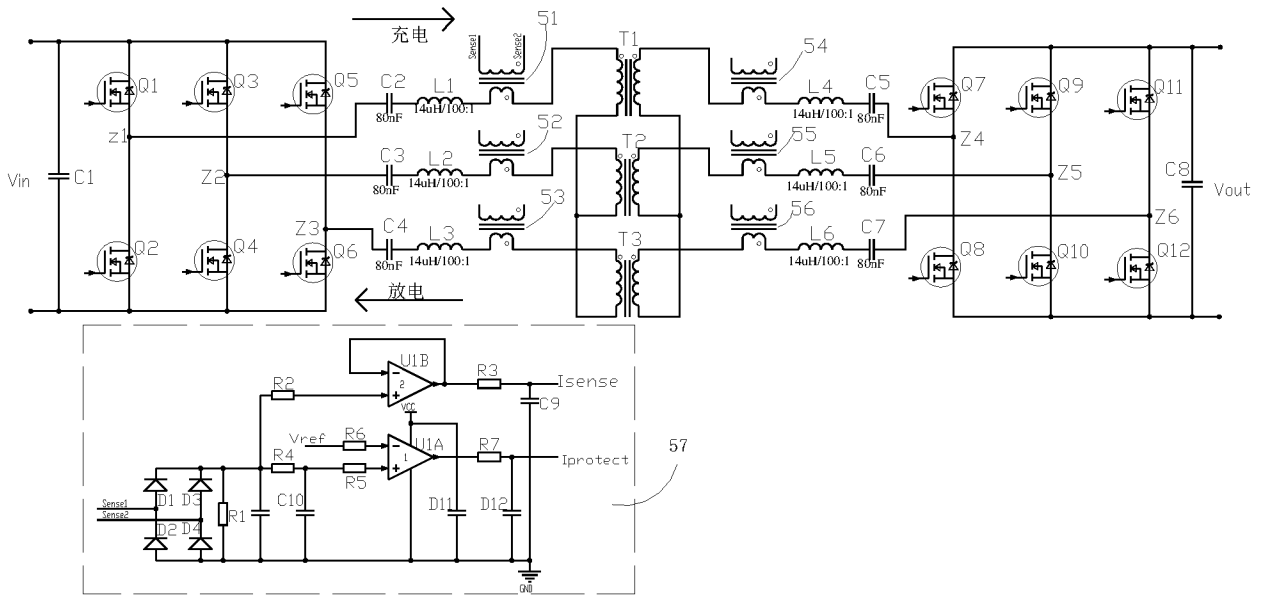 充电
51
Sense1
Sense2
T1
54
Q1
Q3
Q5
C2
L1
80nF
14uH/100:1
L4
C5
14uH/100:1
80nF
Q7
Q9
Q11
z1
52
T2
55
Z4
Vin
C1
Z2
C3
L2
80nF
14uH/100:1
L5
C6
14uH/100:1
80nF
Z5
C8
Vout
53
56
Z3
C4
L3
80nF
14uH/100:1
T3
L6
C7
14uH/100:1
80nF
Z6
Q2
Q4
Q6
Q8
Q10
Q12
放电
U1B
2
R3
Isense
R2
VCC
C9
Vref
R6
U1A
1
R7
Iprotect
57
R4
R5
Sense1
Sense2
D1
D3
D2
D4
R1
C10
D11
D12
GND